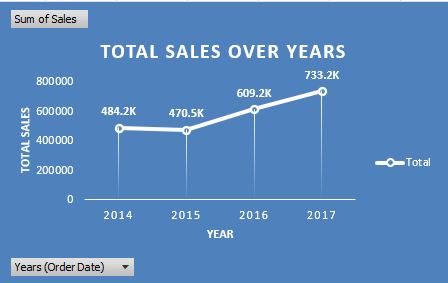 Sum of Sales
TOTAL SALES OVER YEARS
800000
600000
400000
200000
0
TOTAL SALES
484.2K
470.5K
609.2K
733.2K
Total
2014 2015 2016 2017
YEAR
Years (Order Date)